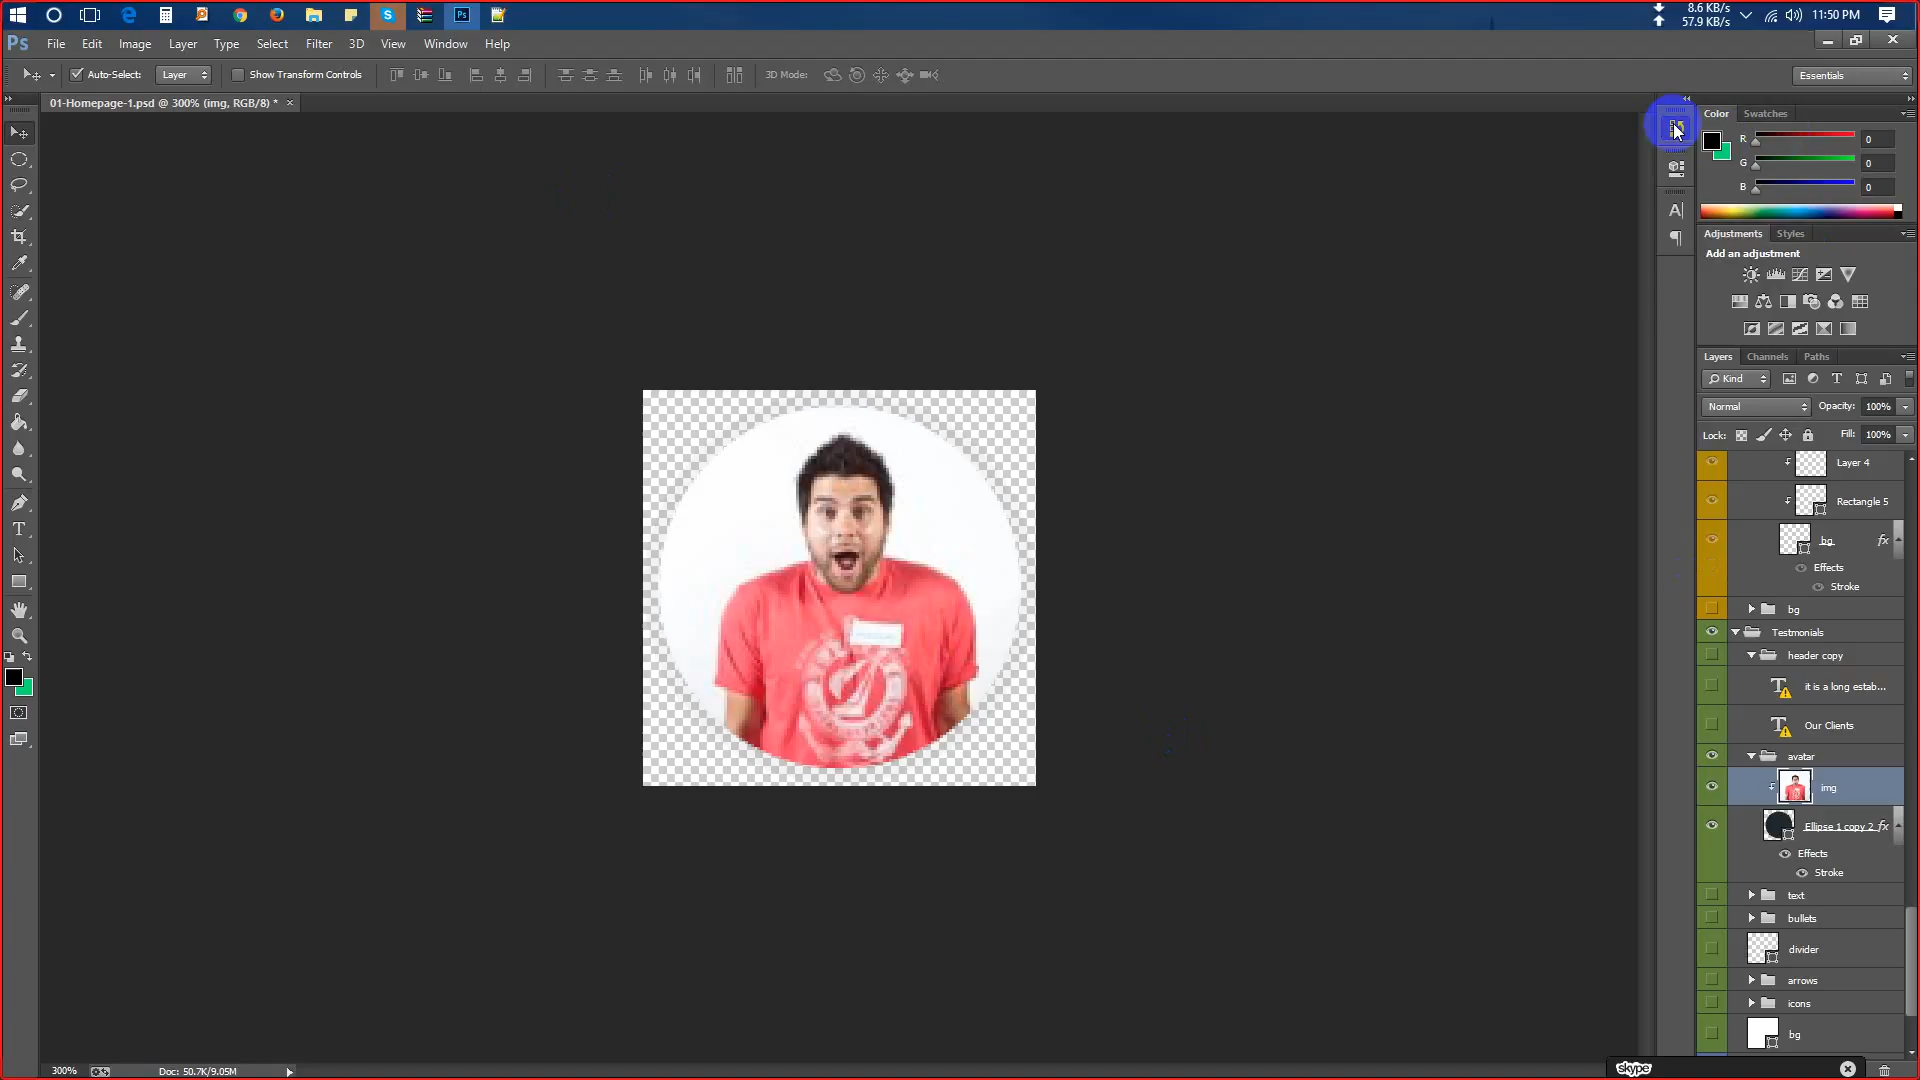 8.6 KB/s
57.9 KB/s
11:50 PM
Ps
File Edit Image Layer Type Select Filter 3D View Window Help
Auto-Select: Layer Show Transform Controls 3D Mode: Essentials
01-Homepage-1.psd @ 300% (img, RGB/8) *
Color Swatches
R 0
G 0
B 0
Adjustments Styles
Add an adjustment
Layers Channels Paths
Kind
Normal Opacity: 100%
Lock: Fill: 100%
Layer 4
Rectangle 5
bg fx
Effects
Stroke
bg
Testmonials
header copy
it is a long estab...
Our Clients
avatar
img
Ellipse 1 copy 2 fx
Effects
Stroke
text
bullets
divider
arrows
icons
bg
300% Doc: 50.7K/9.05M
skype